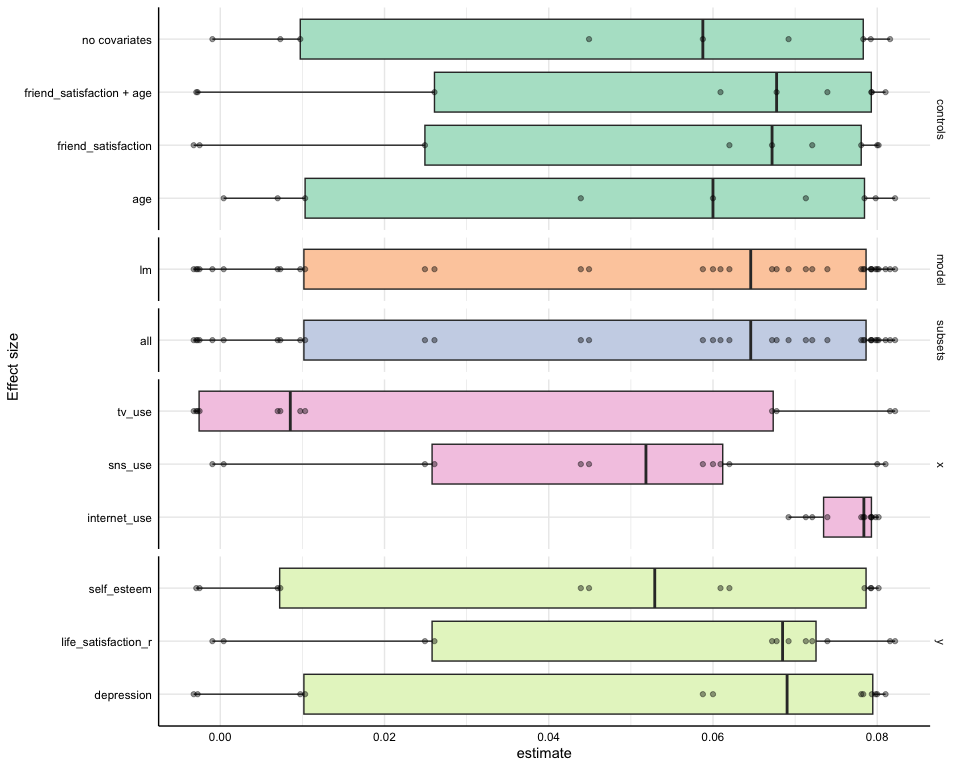 no covariates
friend_satisfaction + age
friend_satisfaction
age
controls
lm
model
all
subsets
tv_use
sns_use
internet_use
x
self_esteem
life_satisfaction_r
depression
y
Effect size
0.00 0.02 0.04 0.06 0.08
estimate